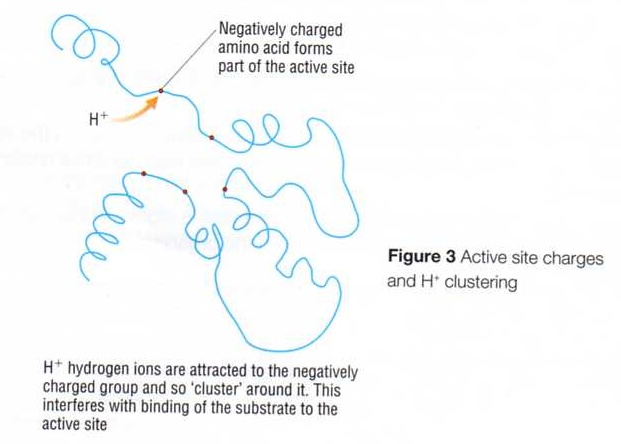 Negatively charged
amino acid forms
part of the active site
H⁺
Figure 3 Active site charges
and H⁺ clustering
H⁺ hydrogen ions are attracted to the negatively
charged group and so 'cluster' around it. This
interferes with binding of the substrate to the
active site